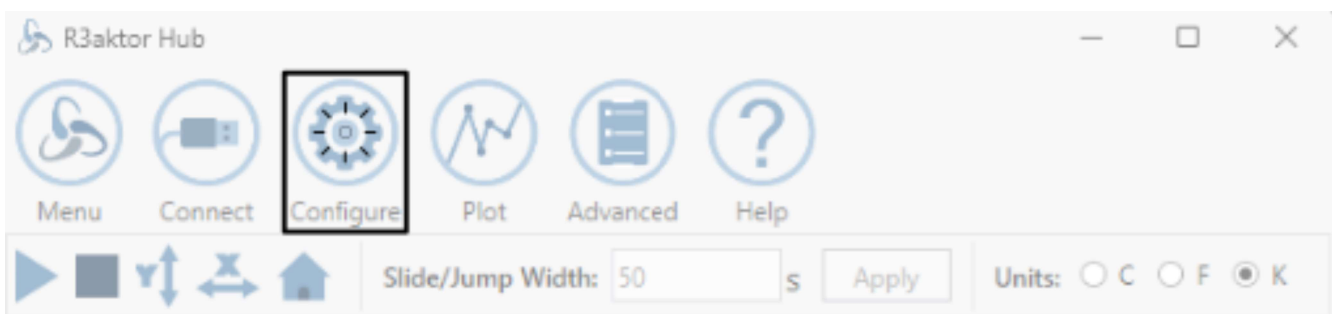 R3aktor Hub
Menu Connect Configure Plot Advanced Help
Y X Slide/Jump Width: 50 s Apply Units: C F K